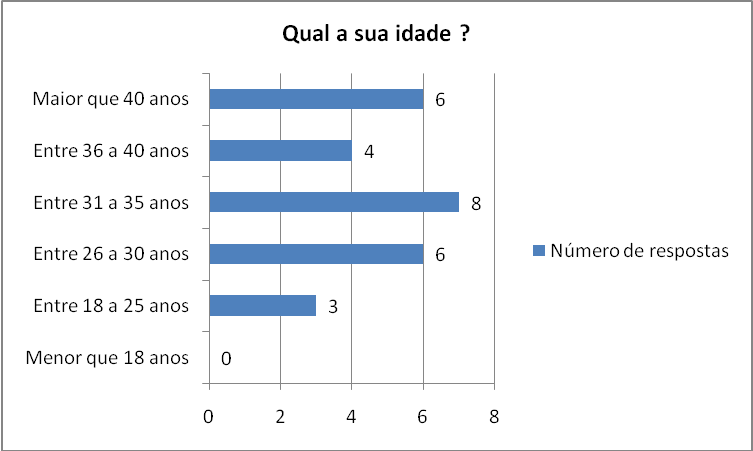 Qual a sua idade ?
Maior que 40 anos 6
Entre 36 a 40 anos 4
Entre 31 a 35 anos 8
Entre 26 a 30 anos 6
Entre 18 a 25 anos 3
Menor que 18 anos 0
0 2 4 6 8
Número de respostas